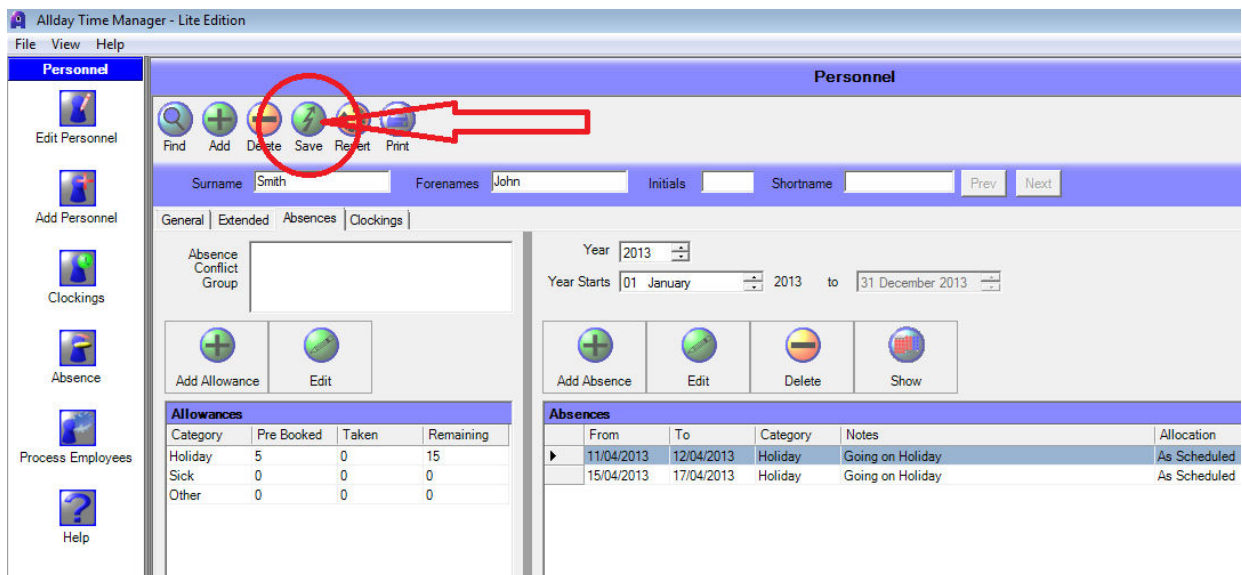 Allday Time Manager - Lite Edition
File View Help
Personnel
Edit Personnel
Add Personnel
Clockings
Absence
Process Employees
Help
Personnel
Find Add Delete Save Revert Print
Surname Smith Forenames John Initials Shortname Prev Next
General Extended Absences Clockings
Absence
Conflict
Group
Add Allowance Edit
Allowances
Category Pre Booked Taken Remaining
Holiday 5 0 15
Sick 0 0 0
Other 0 0 0
Year 2013
Year Starts 01 January 2013 to 31 December 2013
Add Absence Edit Delete Show
Absences
From To Category Notes Allocation
11/04/2013 12/04/2013 Holiday Going on Holiday As Scheduled
15/04/2013 17/04/2013 Holiday Going on Holiday As Scheduled